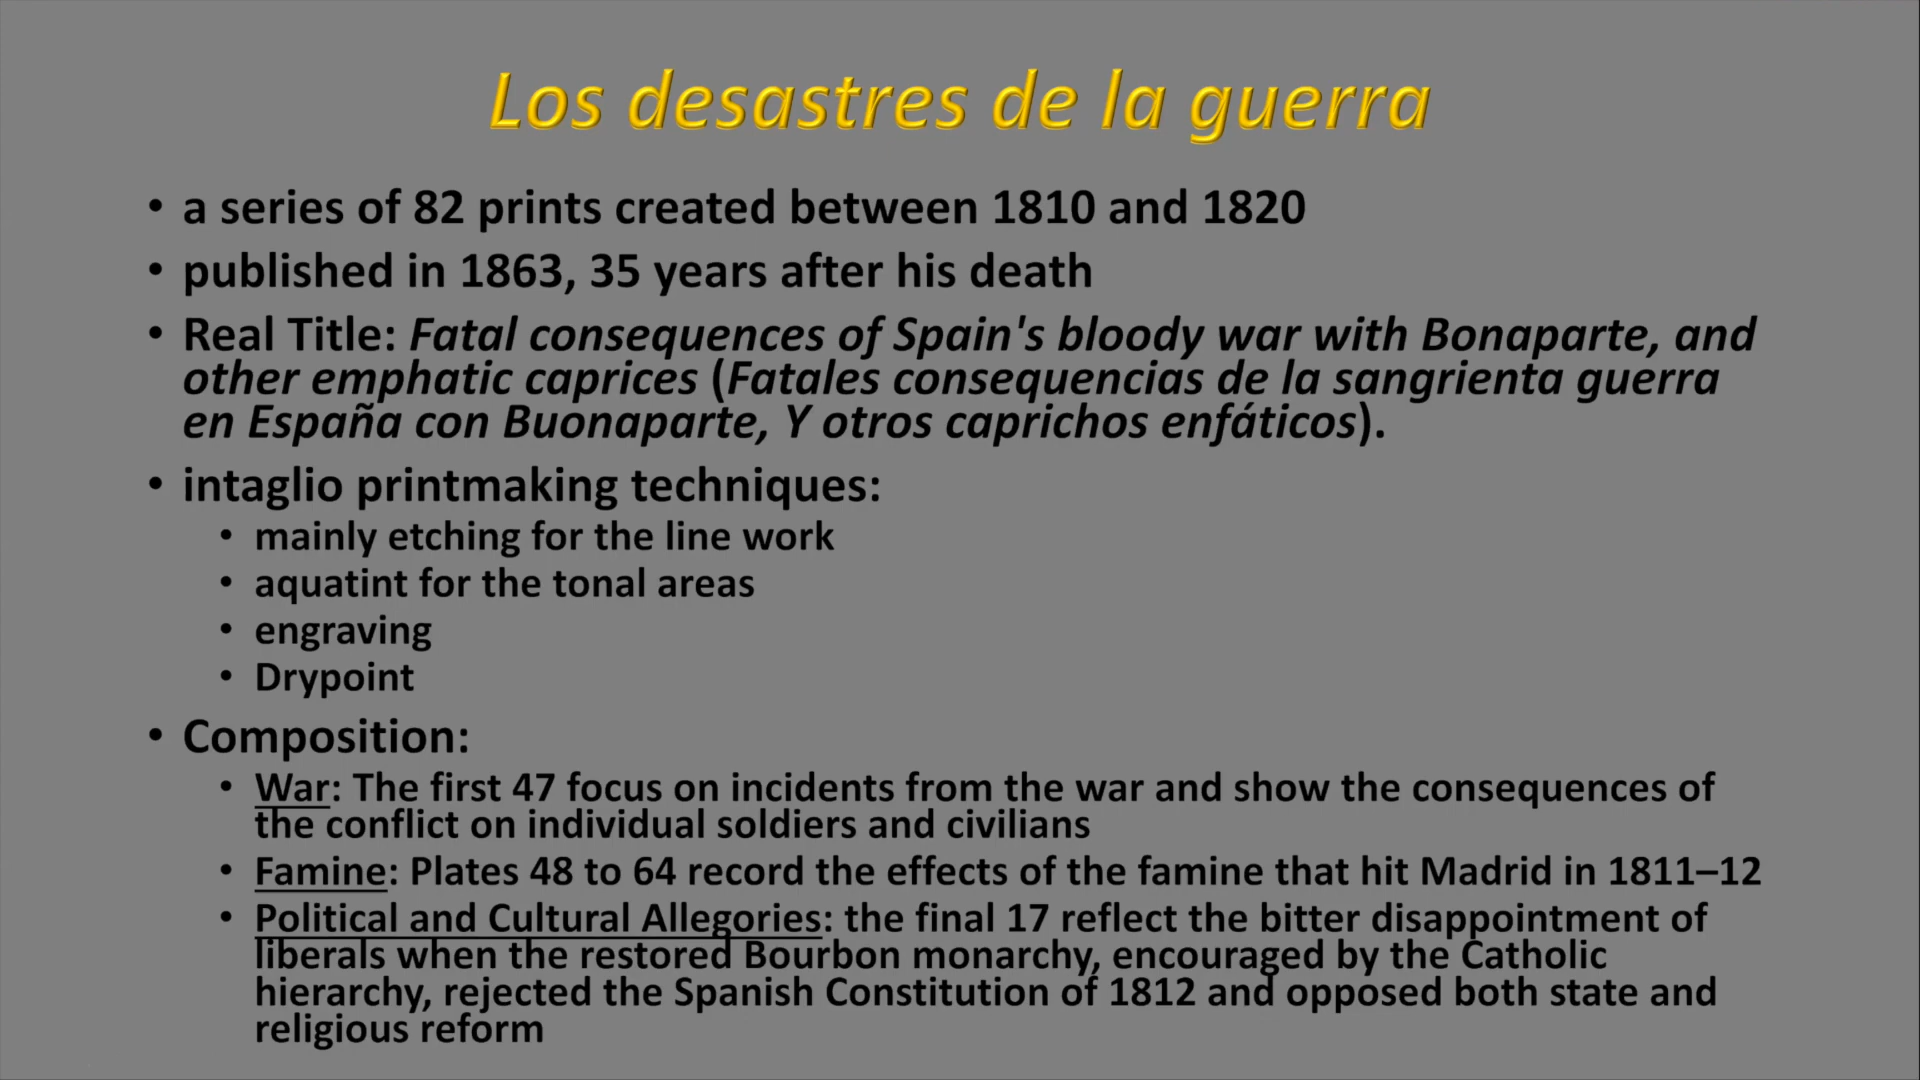 Los desastres de la guerra
• a series of 82 prints created between 1810 and 1820
• published in 1863, 35 years after his death
• Real Title: Fatal consequences of Spain's bloody war with Bonaparte, and
other emphatic caprices (Fatales consequencias de la sangrienta guerra
en España con Buonaparte, Y otros caprichos enfáticos).
• intaglio printmaking techniques:
• mainly etching for the line work
• aquatint for the tonal areas
• engraving
• Drypoint
• Composition:
• War: The first 47 focus on incidents from the war and show the consequences of
the conflict on individual soldiers and civilians
• Famine: Plates 48 to 64 record the effects of the famine that hit Madrid in 1811–12
• Political and Cultural Allegories: the final 17 reflect the bitter disappointment of
liberals when the restored Bourbon monarchy, encouraged by the Catholic
hierarchy, rejected the Spanish Constitution of 1812 and opposed both state and
religious reform